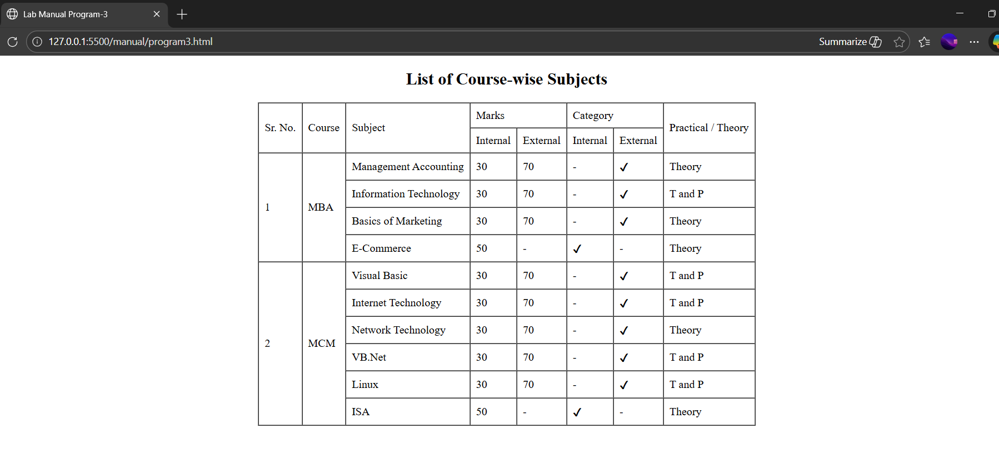 Lab Manual Program-3
127.0.0.1:5500/manual/program3.html
Summarize
List of Course-wise Subjects
Sr. No. Course Subject Marks Category Practical / Theory
Internal External Internal External
1 MBA Management Accounting 30 70 - ✓ Theory
Information Technology 30 70 - ✓ T and P
Basics of Marketing 30 70 - ✓ Theory
E-Commerce 50 - ✓ - Theory
2 MCM Visual Basic 30 70 - ✓ T and P
Internet Technology 30 70 - ✓ T and P
Network Technology 30 70 - ✓ Theory
VB.Net 30 70 - ✓ T and P
Linux 30 70 - ✓ T and P
ISA 50 - ✓ - Theory